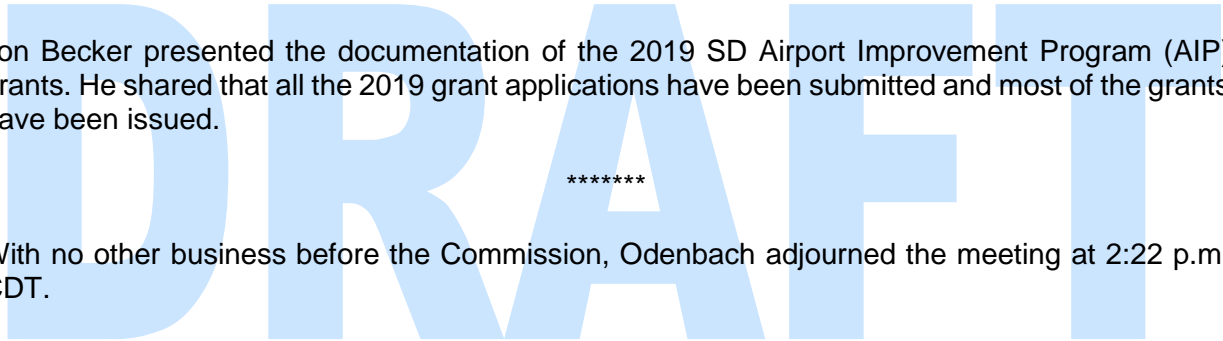 on Becker presented the documentation of the 2019 SD Airport Improvement Program (AIP)
rants. He shared that all the 2019 grant applications have been submitted and most of the grants
ave been issued.
*******
With no other business before the Commission, Odenbach adjourned the meeting at 2:22 p.m
CDT.
DRAFT